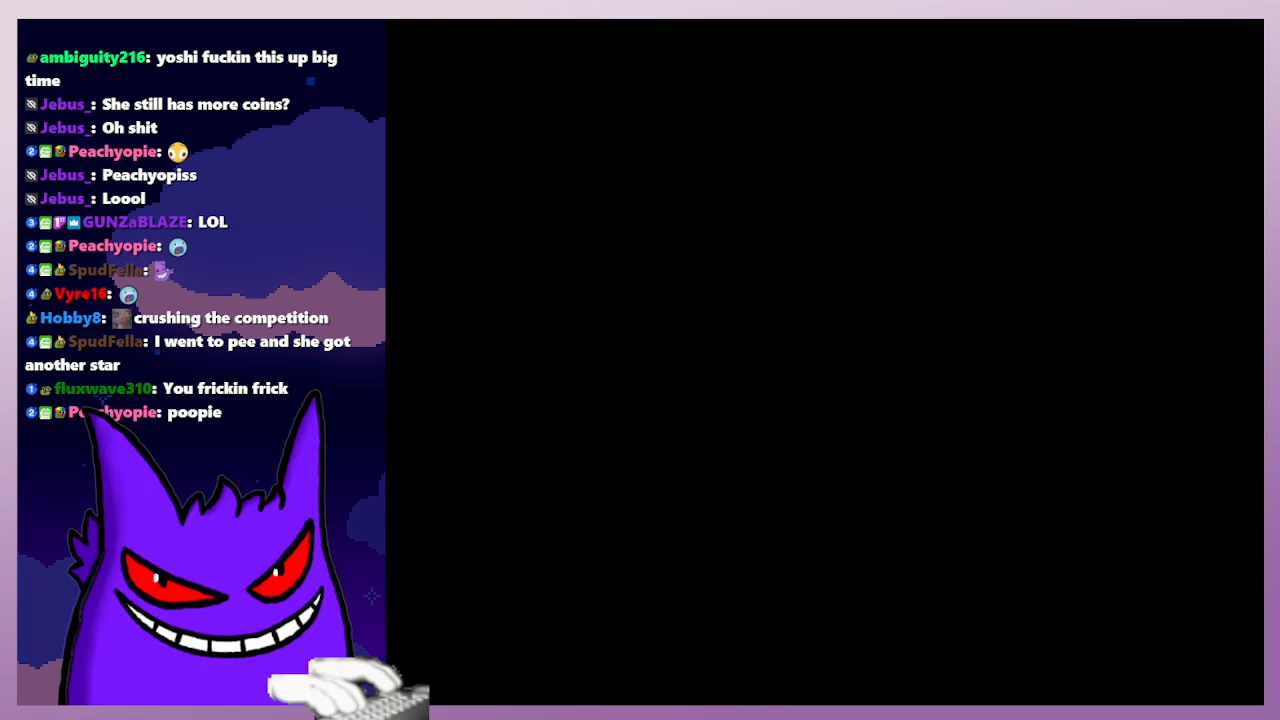 ambiguity216: yoshi fuckin this up big
time
Jebus_: She still has more coins?
Jebus_: Oh shit
Peachyopie:
Jebus_: Peachyopiss
Jebus_: Loool
GUNZaBLAZE: LOL
Peachyopie:
SpudFella:
Vyre16:
Hobby8: crushing the competition
SpudFella: I went to pee and she got
another star
fluxwave310: You frickin frick
Peachyopie: poopie